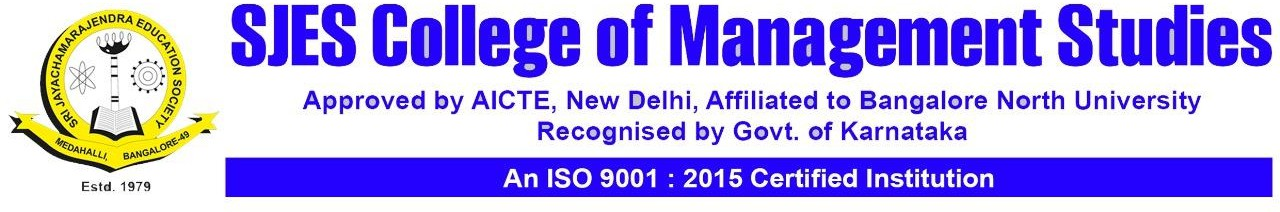 SRI JAYACHAMARAJENDRA EDUCATION SOCIETY
MEDAHALLI, BANGALORE-49
Estd. 1979
SJES College of Management Studies
Approved by AICTE, New Delhi, Affiliated to Bangalore North University
Recognised by Govt. of Karnataka
An ISO 9001 : 2015 Certified Institution